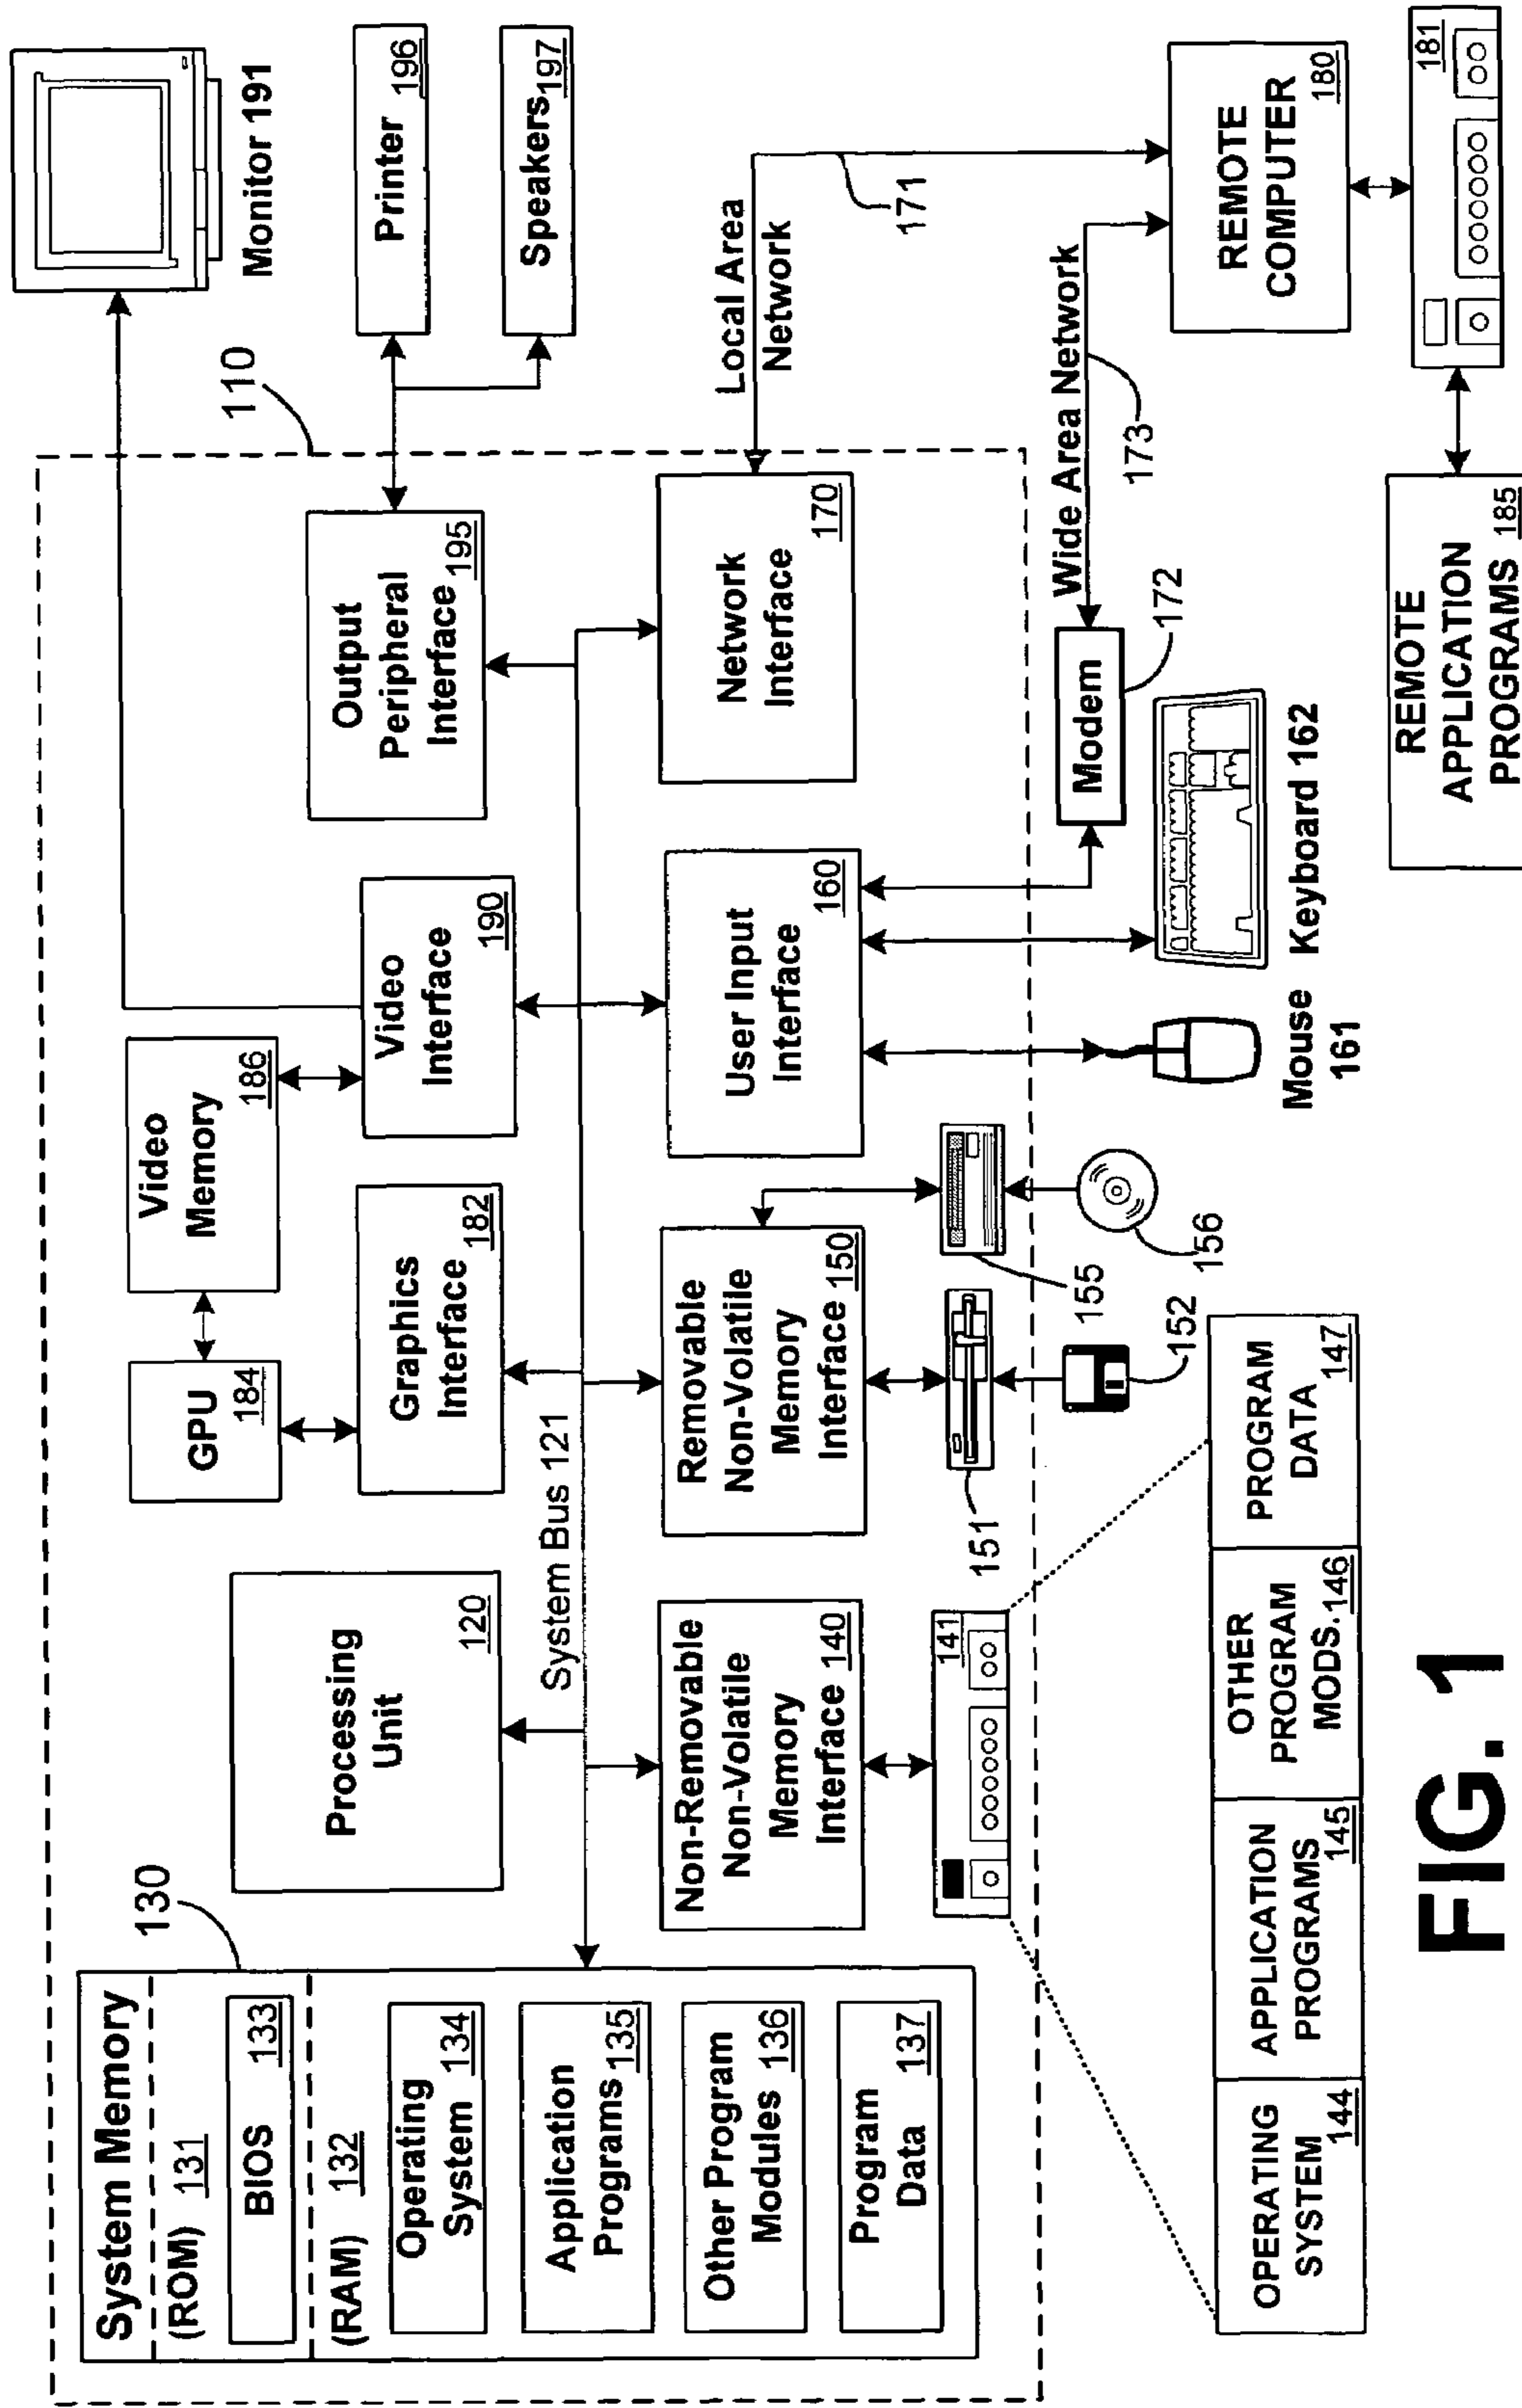 System Memory
(ROM) 131
BIOS 133
(RAM) 132
Operating
System 134
Application
Programs 135
Other Program
Modules 136
Program
Data 137
130
Processing
Unit
120
System Bus 121
GPU
184
Video
Memory
186
Graphics
Interface
182
Video
Interface
190
Output
Peripheral
Interface 195
110
Monitor 191
Printer
196
Speakers 197
Non-Removable
Non-Volatile
Memory
Interface 140
Removable
Non-Volatile
Memory
Interface 150
User Input
Interface
160
Network
Interface
170
Local Area
Network
171
141
151
152
155
156
Mouse
161
Keyboard 162
Modem
172
Wide Area Network
173
REMOTE
COMPUTER
180
181
REMOTE
APPLICATION
PROGRAMS 185
OPERATING
SYSTEM
144
APPLICATION
PROGRAMS
145
OTHER
PROGRAM
MODS. 146
PROGRAM
DATA
147
FIG. 1